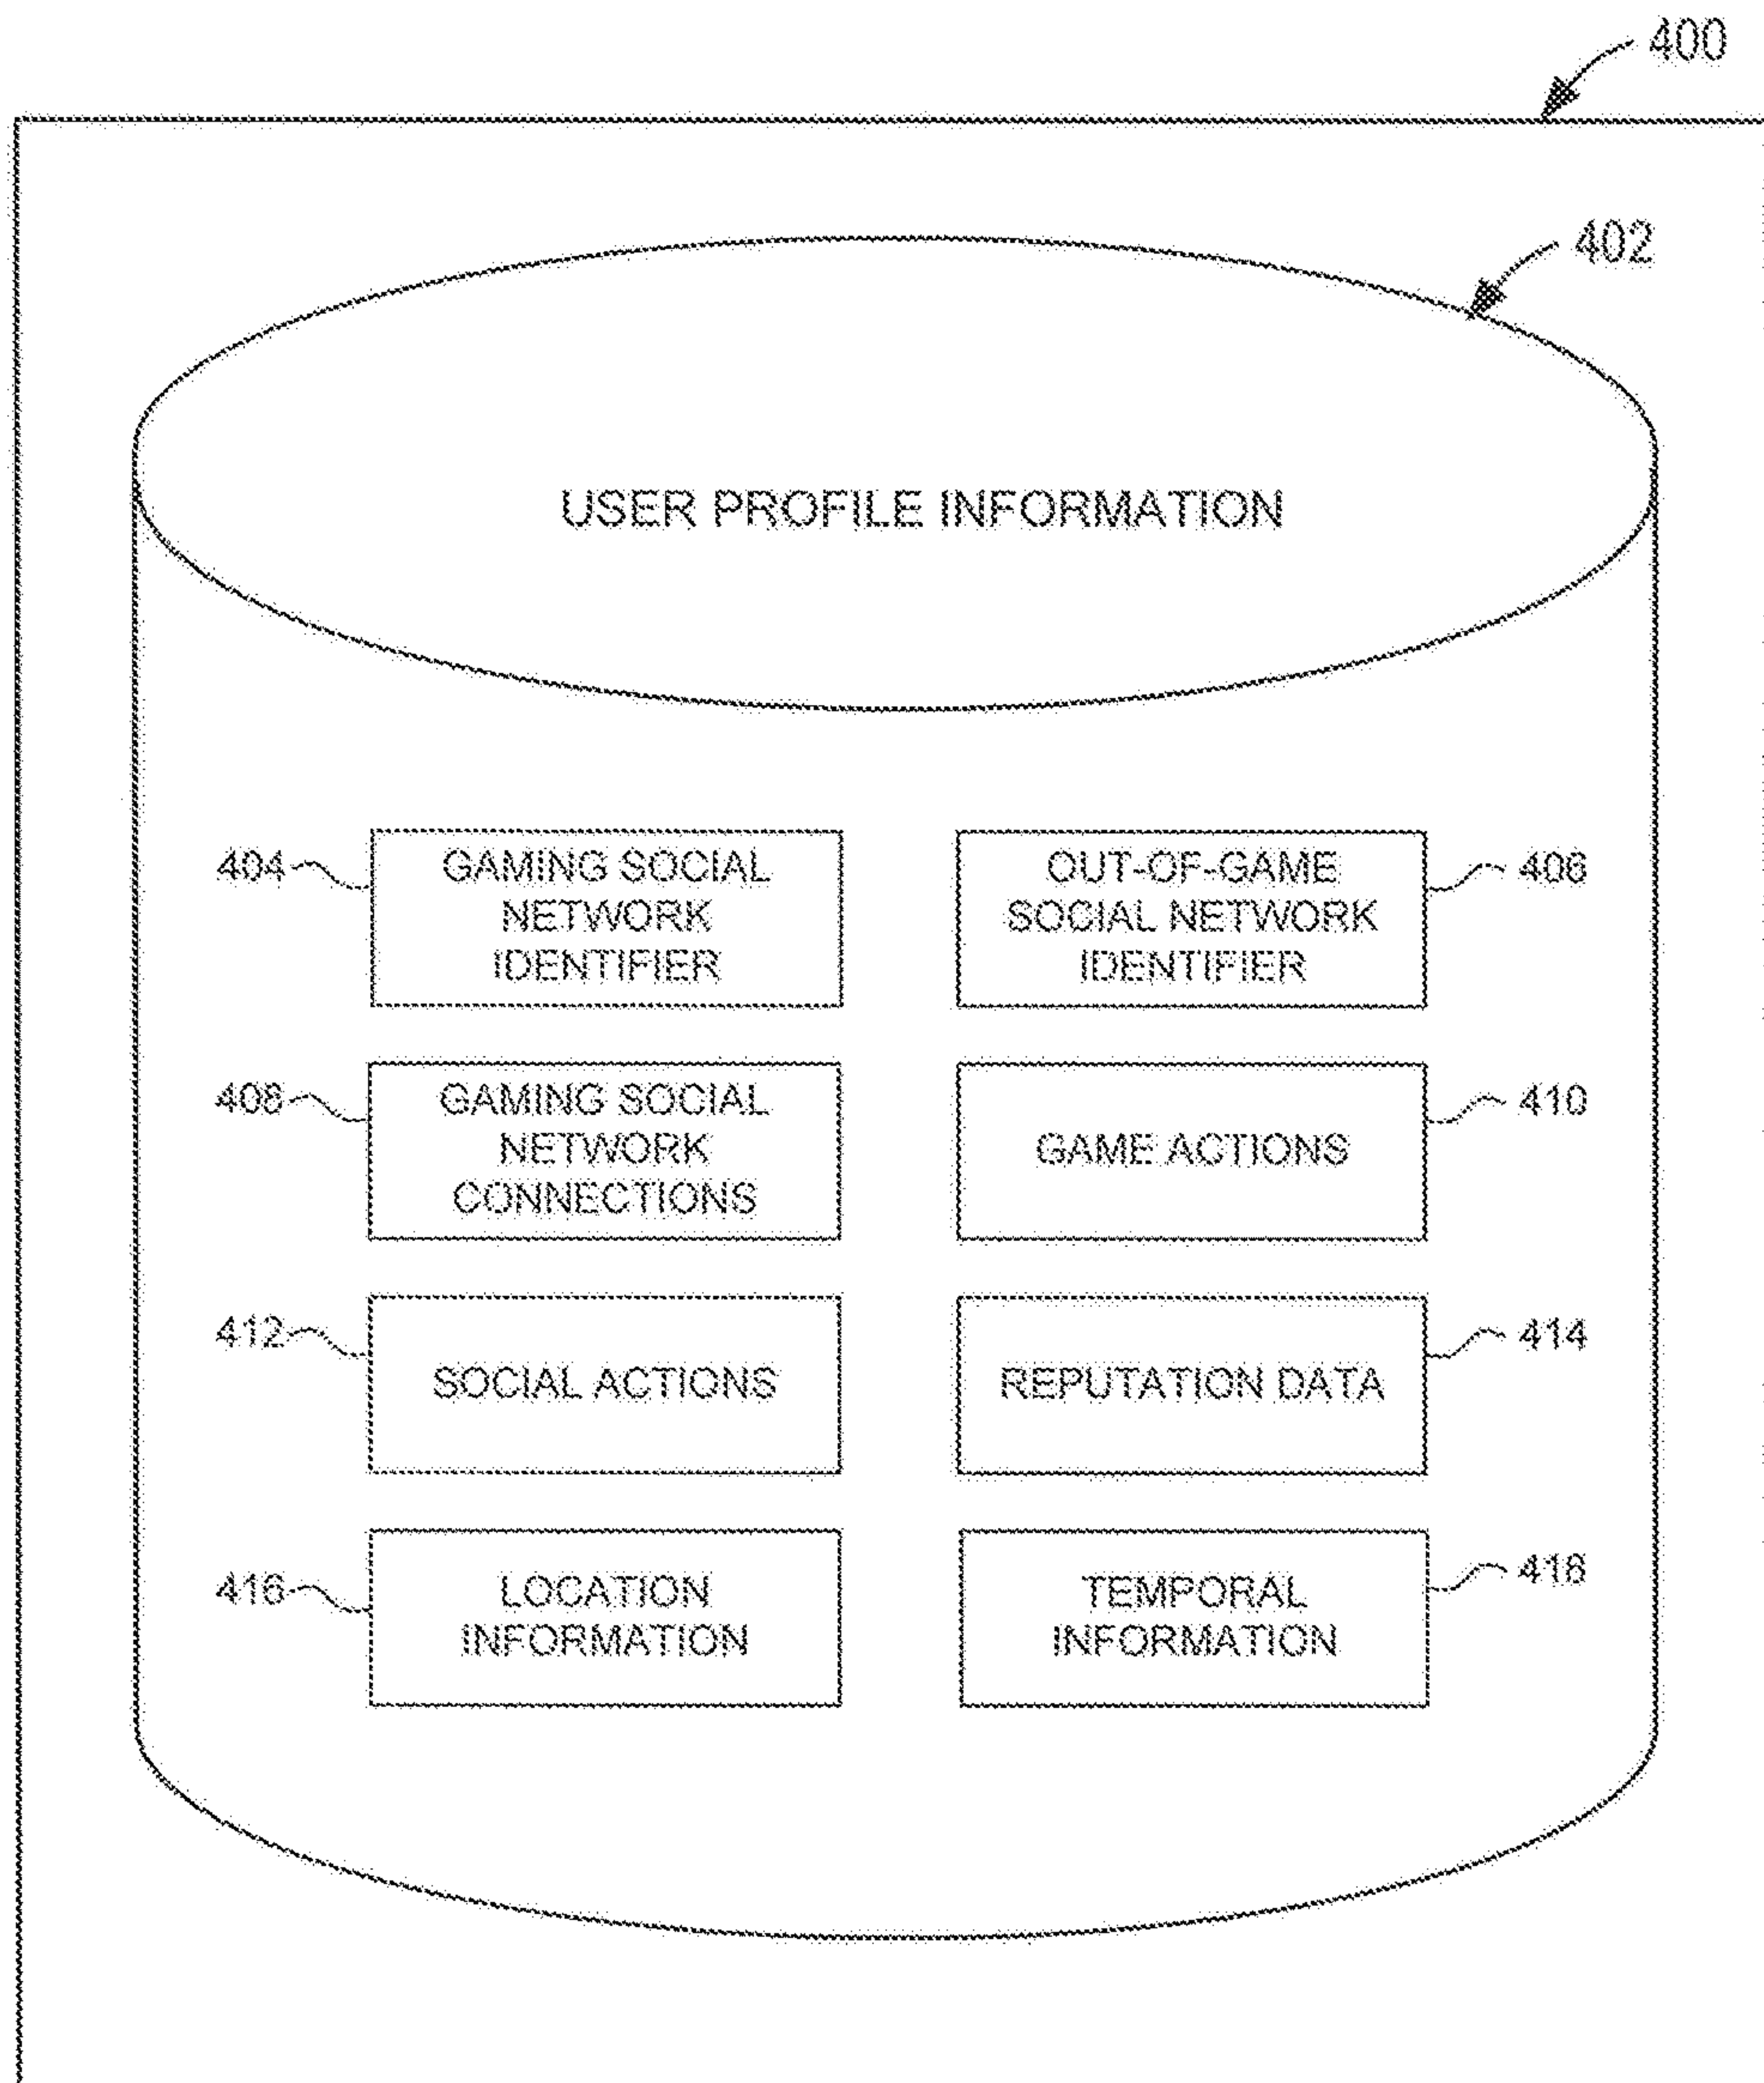 400
402
USER PROFILE INFORMATION
404
GAMING SOCIAL
NETWORK
IDENTIFIER
OUT-OF-GAME
SOCIAL NETWORK
IDENTIFIER
406
408
GAMING SOCIAL
NETWORK
CONNECTIONS
GAME ACTIONS
410
412
SOCIAL ACTIONS
REPUTATION DATA
414
416
LOCATION
INFORMATION
TEMPORAL
INFORMATION
418